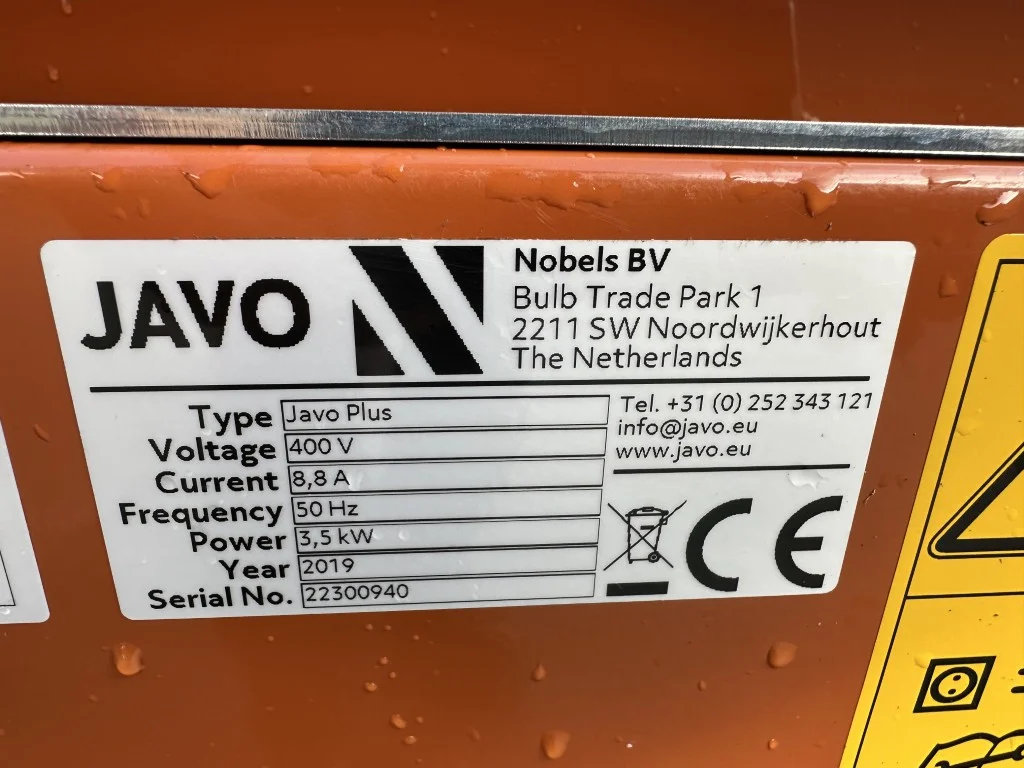 JAVO
Nobels BV
Bulb Trade Park 1
2211 SW Noordwijkerhout
The Netherlands
Type Javo Plus
Voltage 400 V
Current 8,8 A
Frequency 50 Hz
Power 3,5 kW
Year 2019
Serial No. 22300940
Tel. +31 (0) 252 343 121
info@javo.eu
www.javo.eu
CE